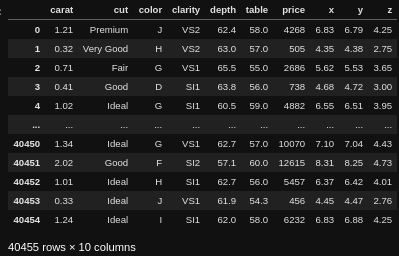 carat cut color clarity depth table price x y z
0 1.21 Premium J VS2 62.4 58.0 4268 6.83 6.79 4.25
1 0.32 Very Good H VS2 63.0 57.0 505 4.35 4.38 2.75
2 0.71 Fair G VS1 65.5 55.0 2686 5.62 5.53 3.65
3 0.41 Good D SI1 63.8 56.0 738 4.68 4.72 3.00
4 1.02 Ideal G SI1 60.5 59.0 4882 6.55 6.51 3.95
... ... ... ... ... ... ... ... ... ... ...
40450 1.34 Ideal G VS1 62.7 57.0 10070 7.10 7.04 4.43
40451 2.02 Good F SI2 57.1 60.0 12615 8.31 8.25 4.73
40452 1.01 Ideal H SI1 62.7 56.0 5457 6.37 6.42 4.01
40453 0.33 Ideal J VS1 61.9 54.3 456 4.45 4.47 2.76
40454 1.24 Ideal I SI1 62.0 58.0 6232 6.83 6.88 4.25
40455 rows × 10 columns